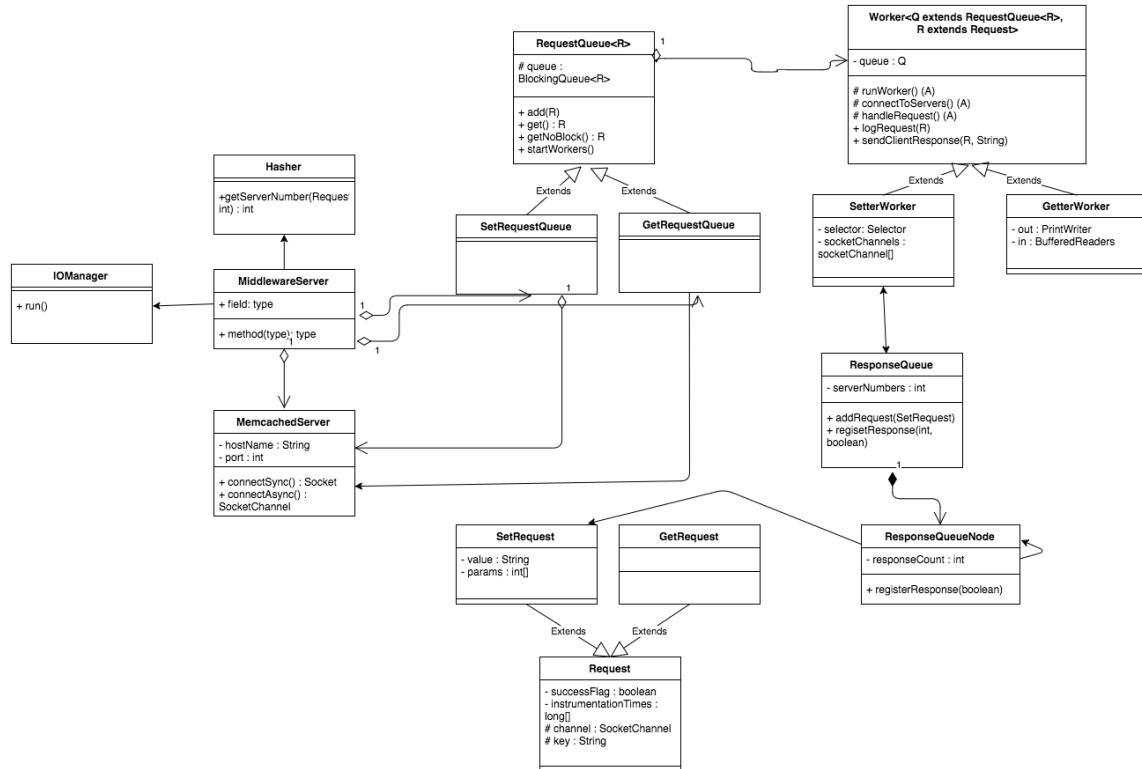 RequestQueue<R>
# queue :
BlockingQueue<R>
+ add(R)
+ get() : R
+ getNoBlock() : R
+ startWorkers()
1
Worker<Q extends RequestQueue<R>,
R extends Request>
- queue : Q
# runWorker() (A)
# connectToServers() (A)
# handleRequest() (A)
+ logRequest(R)
+ sendClientResponse(R, String)
Hasher
+getServerNumber(Request
int) : int
Extends
Extends
Extends
Extends
SetRequestQueue
1
GetRequestQueue
SetterWorker
- selector: Selector
- socketChannels :
socketChannel[]
GetterWorker
- out : PrintWriter
- in : BufferedReaders
IOManager
+ run()
MiddlewareServer
+ field: type
+ method(type): type
1
1
1
MemcachedServer
- hostName : String
- port : int
+ connectSync() : Socket
+ connectAsync() :
SocketChannel
ResponseQueue
- serverNumbers : int
+ addRequest(SetRequest)
+ regisetResponse(int,
boolean)
1
SetRequest
- value : String
- params : int[]
GetRequest
ResponseQueueNode
- responseCount : int
+ registerResponse(boolean)
Extends
Extends
Request
- successFlag : boolean
- instrumentationTimes :
long[]
# channel : SocketChannel
# key : String